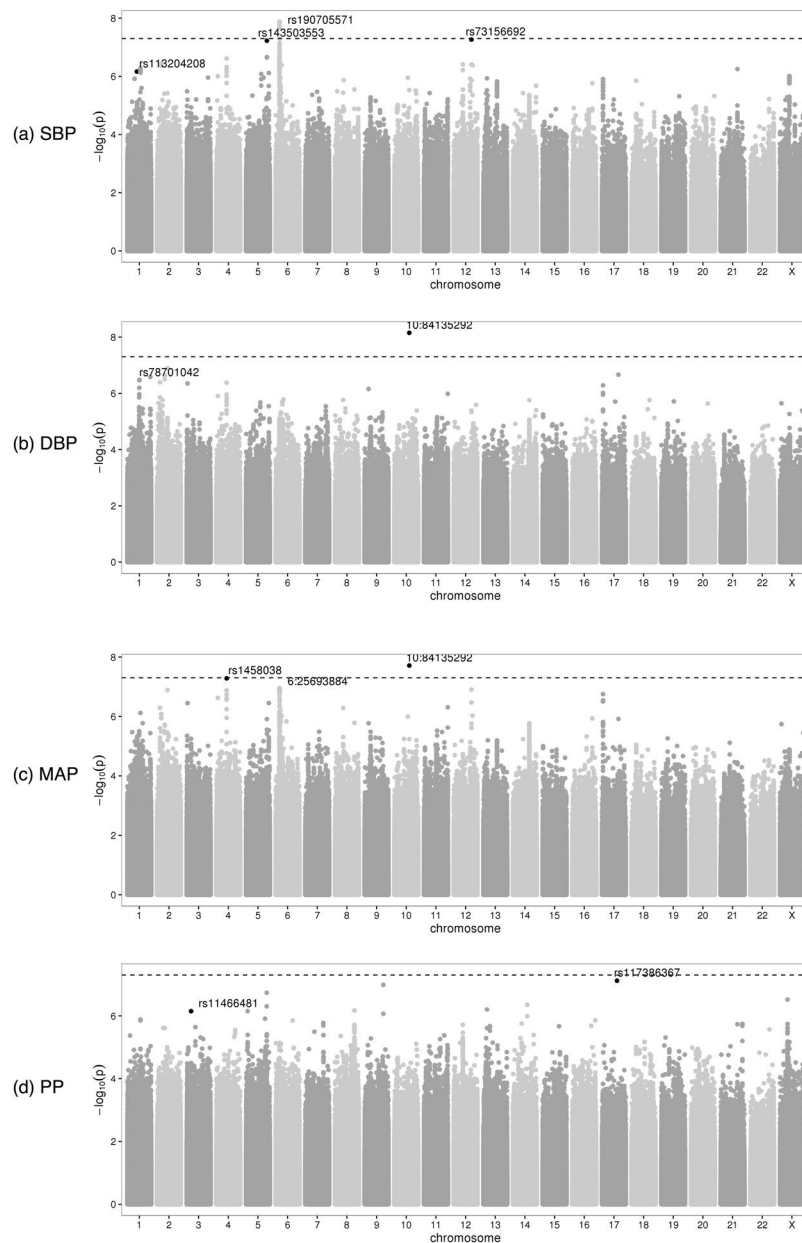 (a) SBP
rs190705571
rs143503553
rs73156692
rs113204208
8
6
4
2
0
−log10(p)
1 2 3 4 5 6 7 8 9 10 11 12 13 14 15 16 17 18 19 20 21 22 X
chromosome
(b) DBP
10:84135292
rs78701042
8
6
4
2
0
−log10(p)
1 2 3 4 5 6 7 8 9 10 11 12 13 14 15 16 17 18 19 20 21 22 X
chromosome
(c) MAP
10:84135292
rs1458038
6:25693884
8
6
4
2
0
−log10(p)
1 2 3 4 5 6 7 8 9 10 11 12 13 14 15 16 17 18 19 20 21 22 X
chromosome
(d) PP
rs117386367
rs11466481
6
4
2
0
−log10(p)
1 2 3 4 5 6 7 8 9 10 11 12 13 14 15 16 17 18 19 20 21 22 X
chromosome